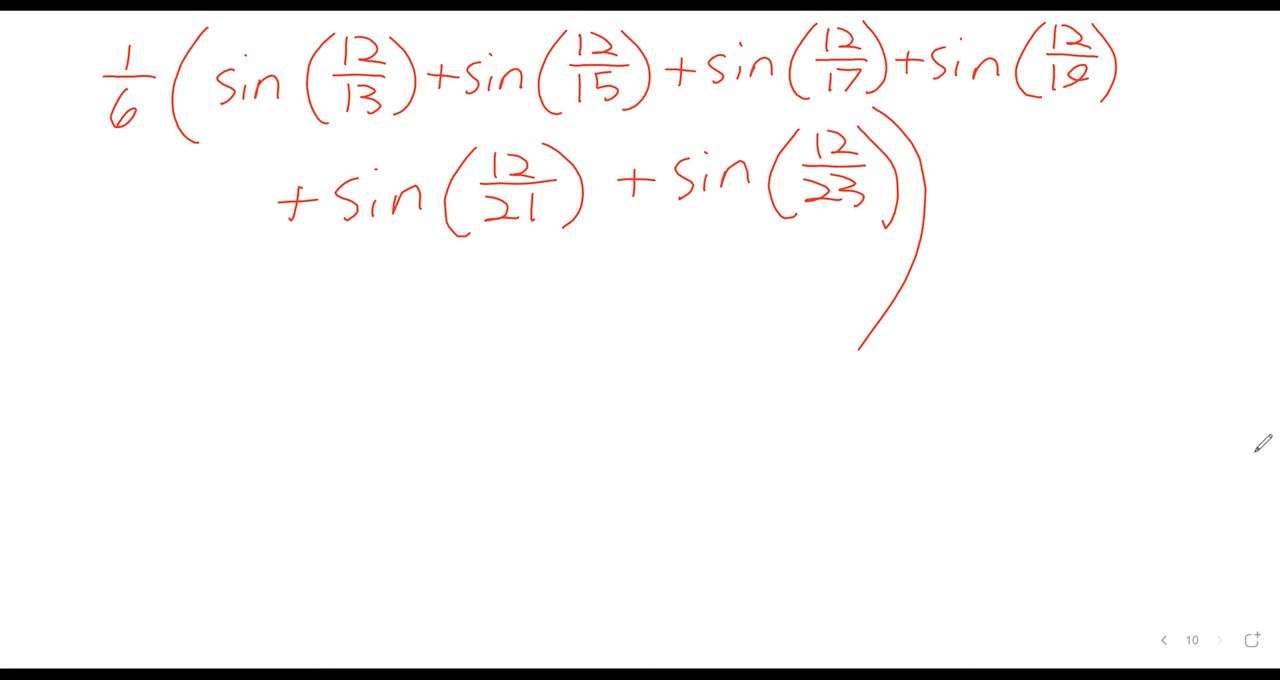 1/6 ( sin(12/13) + sin(12/15) + sin(12/17) + sin(12/19)
+ sin(12/21) + sin(12/23) )
10